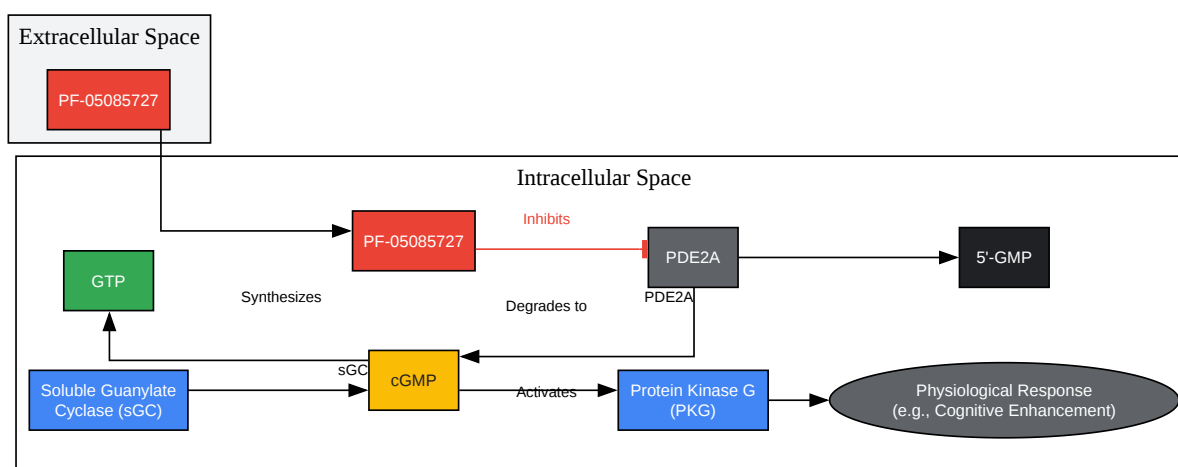 Extracellular Space
PF-05085727
Intracellular Space
PF-05085727
Inhibits
PDE2A
5'-GMP
GTP
Synthesizes
Degrades to
PDE2A
sGC
cGMP
Soluble Guanylate
Cyclase (sGC)
Activates
Protein Kinase G
(PKG)
Physiological Response
(e.g., Cognitive Enhancement)